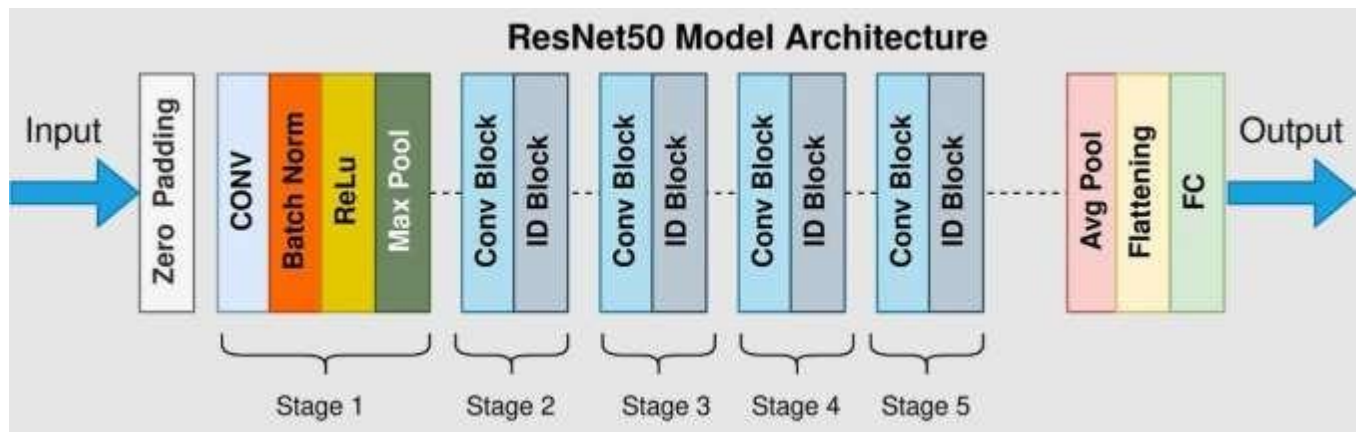 ResNet50 Model Architecture
Input
Zero Padding
CONV
Batch Norm
ReLu
Max Pool
Conv Block
ID Block
Conv Block
ID Block
Conv Block
ID Block
Conv Block
ID Block
Avg Pool
Flattening
FC
Output
Stage 1
Stage 2
Stage 3
Stage 4
Stage 5